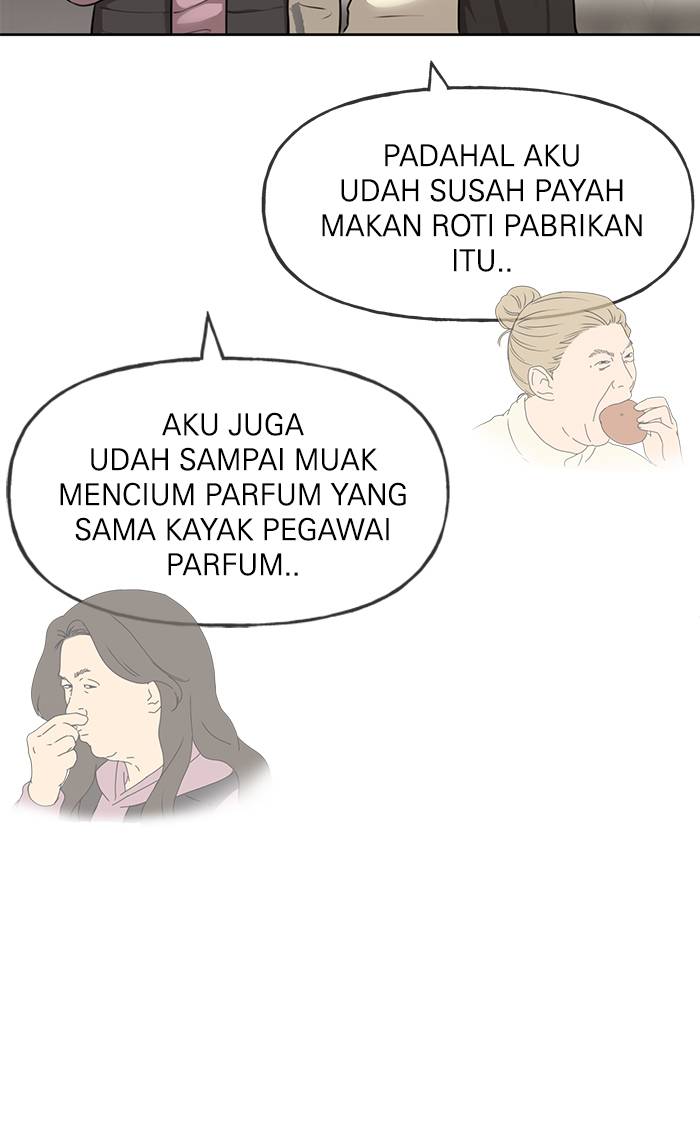 PADAHAL AKU
UDAH SUSAH PAYAH
MAKAN ROTI PABRIKAN
ITU..
AKU JUGA
UDAH SAMPAI MUAK
MENCIUM PARFUM YANG
SAMA KAYAK PEGAWAI
PARFUM..